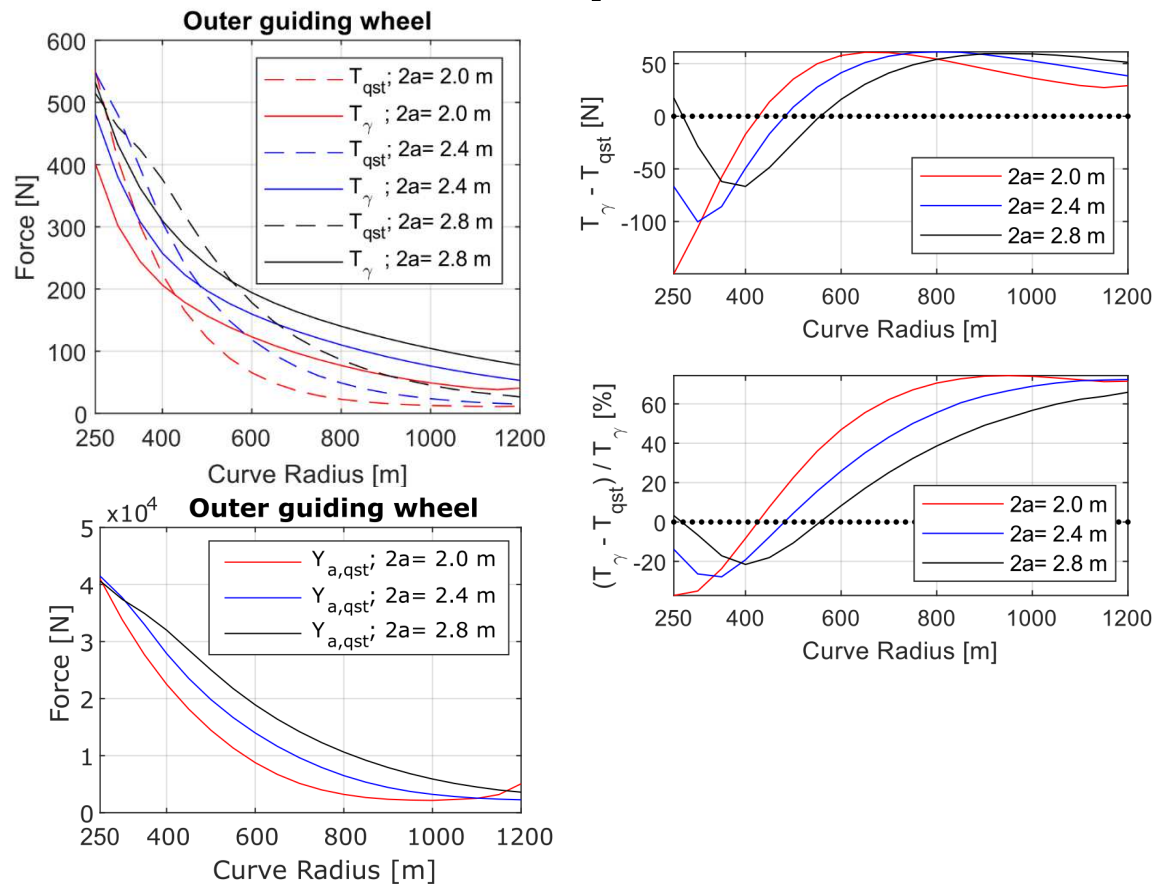 Outer guiding wheel
600
500
400
300
200
100
0
Force [N]
T_qst; 2a= 2.0 m
T_γ ; 2a= 2.0 m
T_qst; 2a= 2.4 m
T_γ ; 2a= 2.4 m
T_qst; 2a= 2.8 m
T_γ ; 2a= 2.8 m
250 400 600 800 1000 1200
Curve Radius [m]
50
0
-50
-100
T_γ - T_qst [N]
2a= 2.0 m
2a= 2.4 m
2a= 2.8 m
250 400 600 800 1000 1200
Curve Radius [m]
Outer guiding wheel
×10⁴
5
4
3
2
1
0
Force [N]
Y_a,qst; 2a= 2.0 m
Y_a,qst; 2a= 2.4 m
Y_a,qst; 2a= 2.8 m
250 400 600 800 1000 1200
Curve Radius [m]
60
40
20
0
-20
(T_γ - T_qst) / T_γ [%]
2a= 2.0 m
2a= 2.4 m
2a= 2.8 m
250 400 600 800 1000 1200
Curve Radius [m]